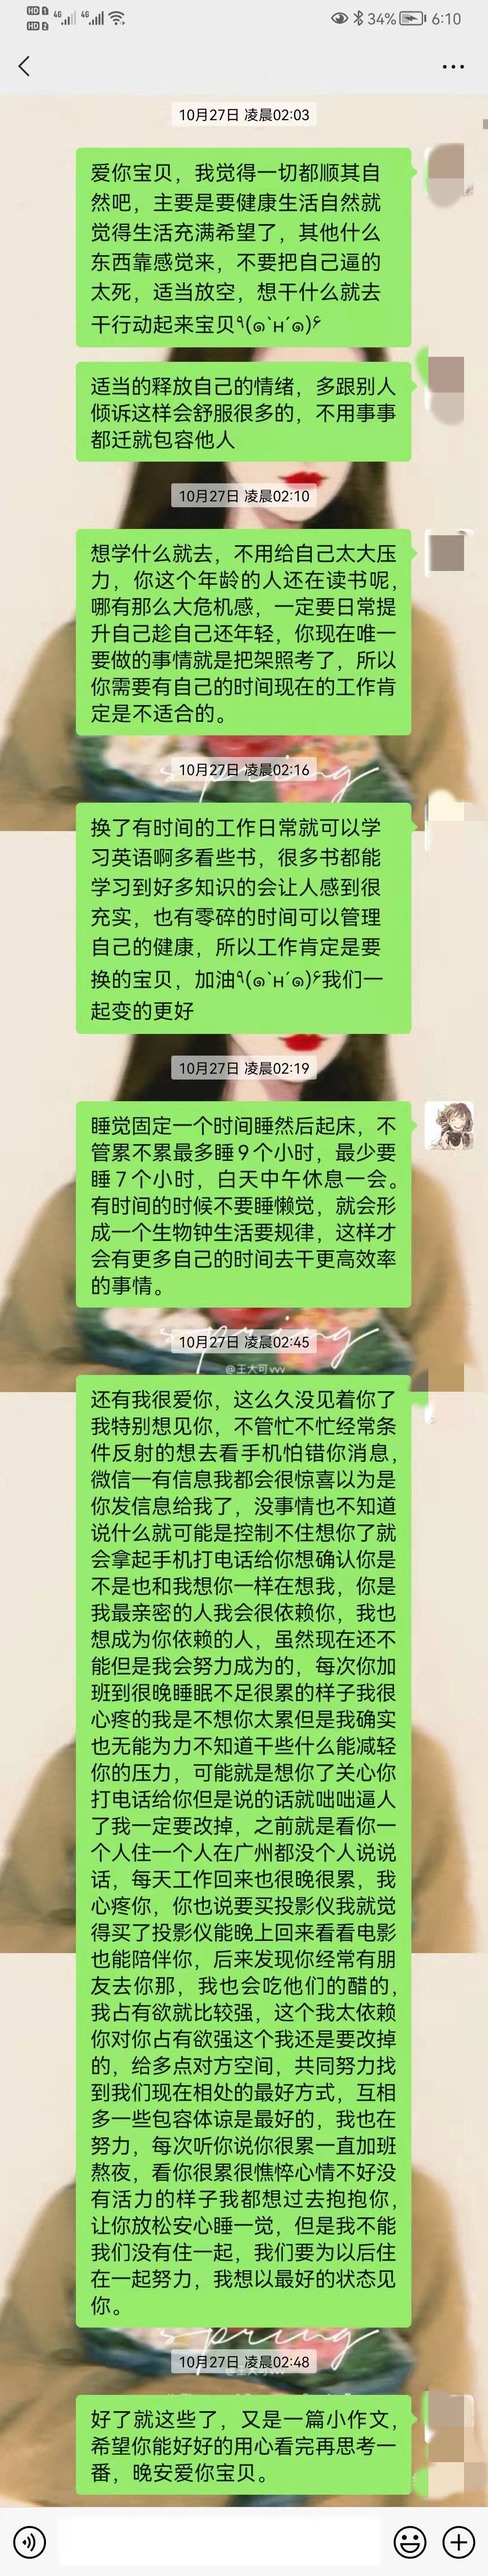 HD 1 4G 4G 34% 6:10
HD 2
10月27日 凌晨02:03
爱你宝贝，我觉得一切都顺其自
然吧，主要是要健康生活自然就
觉得生活充满希望了，其他什么
东西靠感觉来，不要把自己逼的
太死，适当放空，想干什么就去
干行动起来宝贝٩(๑`н´๑)۶
适当的释放自己的情绪，多跟别人
倾诉这样会舒服很多的，不用事事
都迁就包容他人
10月27日 凌晨02:10
想学什么就去，不用给自己太大压
力，你这个年龄的人还在读书呢，
哪有那么大危机感，一定要日常提
升自己趁自己还年轻，你现在唯一
要做的事情就是把架照考了，所以
你需要有自己的时间现在的工作肯
定是不适合的。
spring
10月27日 凌晨02:16
换了有时间的工作日常就可以学
习英语啊多看些书，很多书都能
学习到好多知识的会让人感到很
充实，也有零碎的时间可以管理
自己的健康，所以工作肯定是要
换的宝贝，加油٩(๑`н´๑)۶我们一
起变的更好
10月27日 凌晨02:19
睡觉固定一个时间睡然后起床，不
管累不累最多睡9个小时，最少要
睡7个小时，白天中午休息一会。
有时间的时候不要睡懒觉，就会形
成一个生物钟生活要规律，这样才
会有更多自己的时间去干更高效率
的事情。
spring
10月27日 凌晨02:45
@王大可vvv
还有我很爱你，这么久没见着你了
我特别想见你，不管忙不忙经常条
件反射的想去看手机怕错你消息，
微信一有信息我都会很惊喜以为是
你发信息给我了，没事情也不知道
说什么就可能是控制不住想你了就
会拿起手机打电话给你想确认你是
不是也和我想你一样在想我，你是
我最亲密的人我会很依赖你，我也
想成为你依赖的人，虽然现在还不
能但是我会努力成为的，每次你加
班到很晚睡眠不足很累的样子我很
心疼的我是不想你太累但是我确实
也无能为力不知道干些什么能减轻
你的压力，可能就是想你了关心你
打电话给你但是说的话就咄咄逼人
了我一定要改掉，之前就是看你一
个人住一个人在广州都没个人说说
话，每天工作回来也很晚很累，我
心疼你，你也说要买投影仪我就觉
得买了投影仪能晚上回来看看电影
也能陪伴你，后来发现你经常有朋
友去你那，我也会吃他们的醋的，
我占有欲就比较强，这个我太依赖
你对你占有欲强这个我还是要改掉
的，给多点对方空间，共同努力找
到我们现在相处的最好方式，互相
多一些包容体谅是最好的，我也在
努力，每次听你说你很累一直加班
熬夜，看你很累很憔悴心情不好没
有活力的样子我都想过去抱抱你，
让你放松安心睡一觉，但是我不能
我们没有住一起，我们要为以后住
在一起努力，我想以最好的状态见
你。
spring
10月27日 凌晨02:48
好了就这些了，又是一篇小作文，
希望你能好好的用心看完再思考一
番，晚安爱你宝贝。